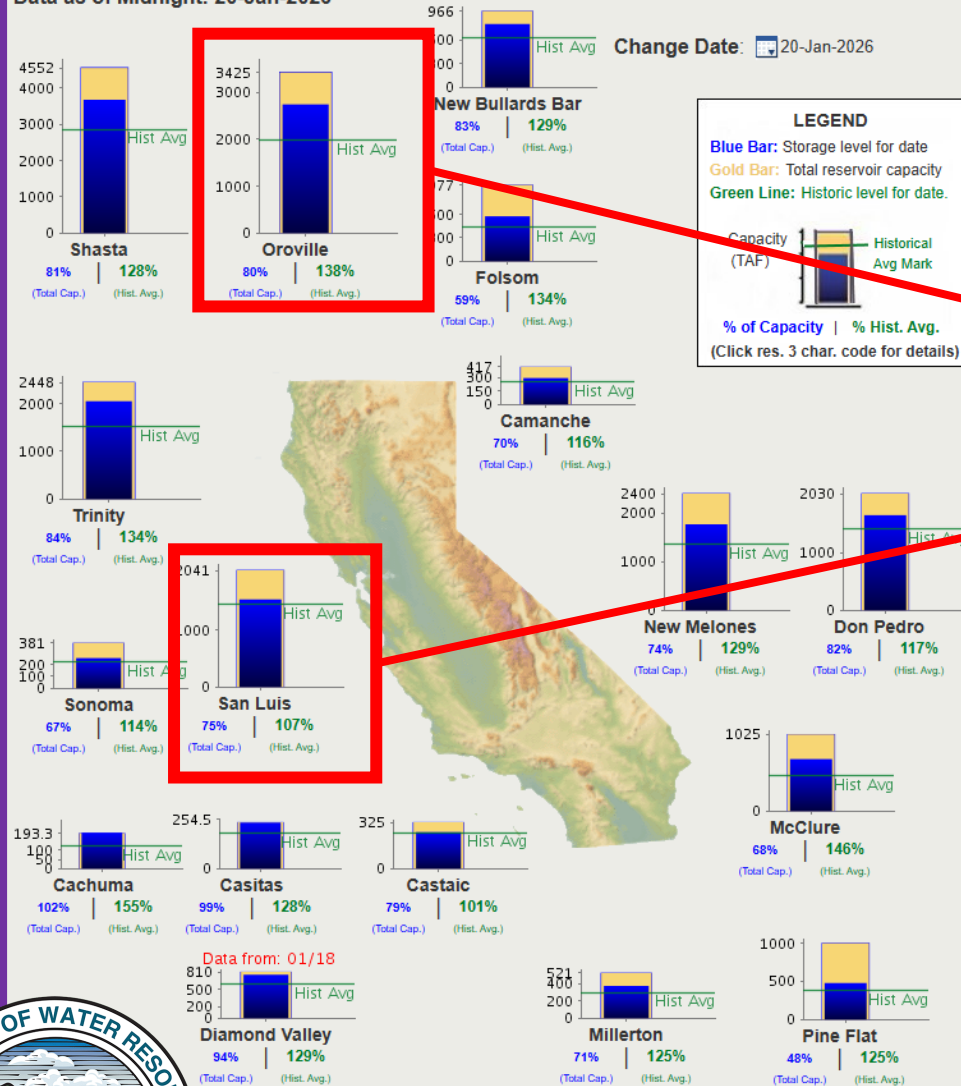 Data as of Midnight: 20-Jan-2026
Change Date: 20-Jan-2026
4552
4000
3000
2000
1000
0
Hist Avg
Shasta
81% | 128%
(Total Cap.) (Hist. Avg.)
3425
3000
2000
1000
0
Hist Avg
Oroville
80% | 138%
(Total Cap.) (Hist. Avg.)
966
0
Hist Avg
New Bullards Bar
83% | 129%
(Total Cap.) (Hist. Avg.)
0
Hist Avg
Folsom
59% | 134%
(Total Cap.) (Hist. Avg.)
LEGEND
Blue Bar: Storage level for date
Gold Bar: Total reservoir capacity
Green Line: Historic level for date.
Capacity
(TAF)
Historical
Avg Mark
% of Capacity | % Hist. Avg.
(Click res. 3 char. code for details)
2448
2000
1000
0
Hist Avg
Trinity
84% | 134%
(Total Cap.) (Hist. Avg.)
417
300
150
0
Hist Avg
Camanche
70% | 116%
(Total Cap.) (Hist. Avg.)
381
200
100
0
Hist A
Sonoma
67% | 114%
(Total Cap.) (Hist. Avg.)
2041
1000
0
Hist Avg
San Luis
75% | 107%
(Total Cap.) (Hist. Avg.)
2400
2000
1000
0
Hist Avg
New Melones
74% | 129%
(Total Cap.) (Hist. Avg.)
2030
1000
0
Hist Avg
Don Pedro
82% | 117%
(Total Cap.) (Hist. Avg.)
1025
0
Hist Avg
McClure
68% | 146%
(Total Cap.) (Hist. Avg.)
193.3
100
50
0
Hist Avg
Cachuma
102% | 155%
(Total Cap.) (Hist. Avg.)
254.5
0
Hist Avg
Casitas
99% | 128%
(Total Cap.) (Hist. Avg.)
325
0
Hist Avg
Castaic
79% | 101%
(Total Cap.) (Hist. Avg.)
Data from: 01/18
810
500
200
0
Hist Avg
Diamond Valley
94% | 129%
(Total Cap.) (Hist. Avg.)
521
400
200
0
Hist Avg
Millerton
71% | 125%
(Total Cap.) (Hist. Avg.)
1000
500
0
Hist Avg
Pine Flat
48% | 125%
(Total Cap.) (Hist. Avg.)
OF WATER RESO